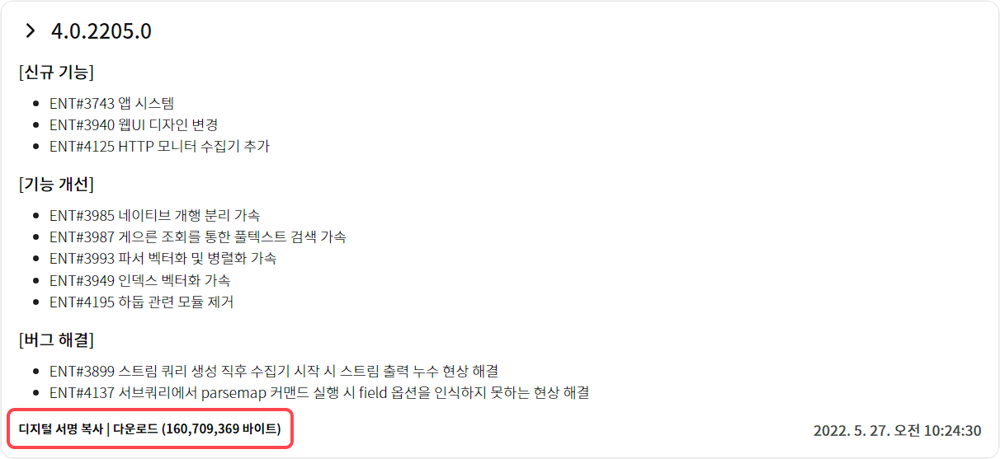 4.0.2205.0
[신규 기능]
ENT#3743 앱 시스템
ENT#3940 웹UI 디자인 변경
ENT#4125 HTTP 모니터 수집기 추가
[기능 개선]
ENT#3985 네이티브 개행 분리 가속
ENT#3987 게으른 조회를 통한 풀텍스트 검색 가속
ENT#3993 파서 벡터화 및 병렬화 가속
ENT#3949 인덱스 벡터화 가속
ENT#4195 하둡 관련 모듈 제거
[버그 해결]
ENT#3899 스트림 쿼리 생성 직후 수집기 시작 시 스트림 출력 누수 현상 해결
ENT#4137 서브쿼리에서 parsemap 커맨드 실행 시 field 옵션을 인식하지 못하는 현상 해결
디지털 서명 복사 | 다운로드 (160,709,369 바이트)
2022. 5. 27. 오전 10:24:30